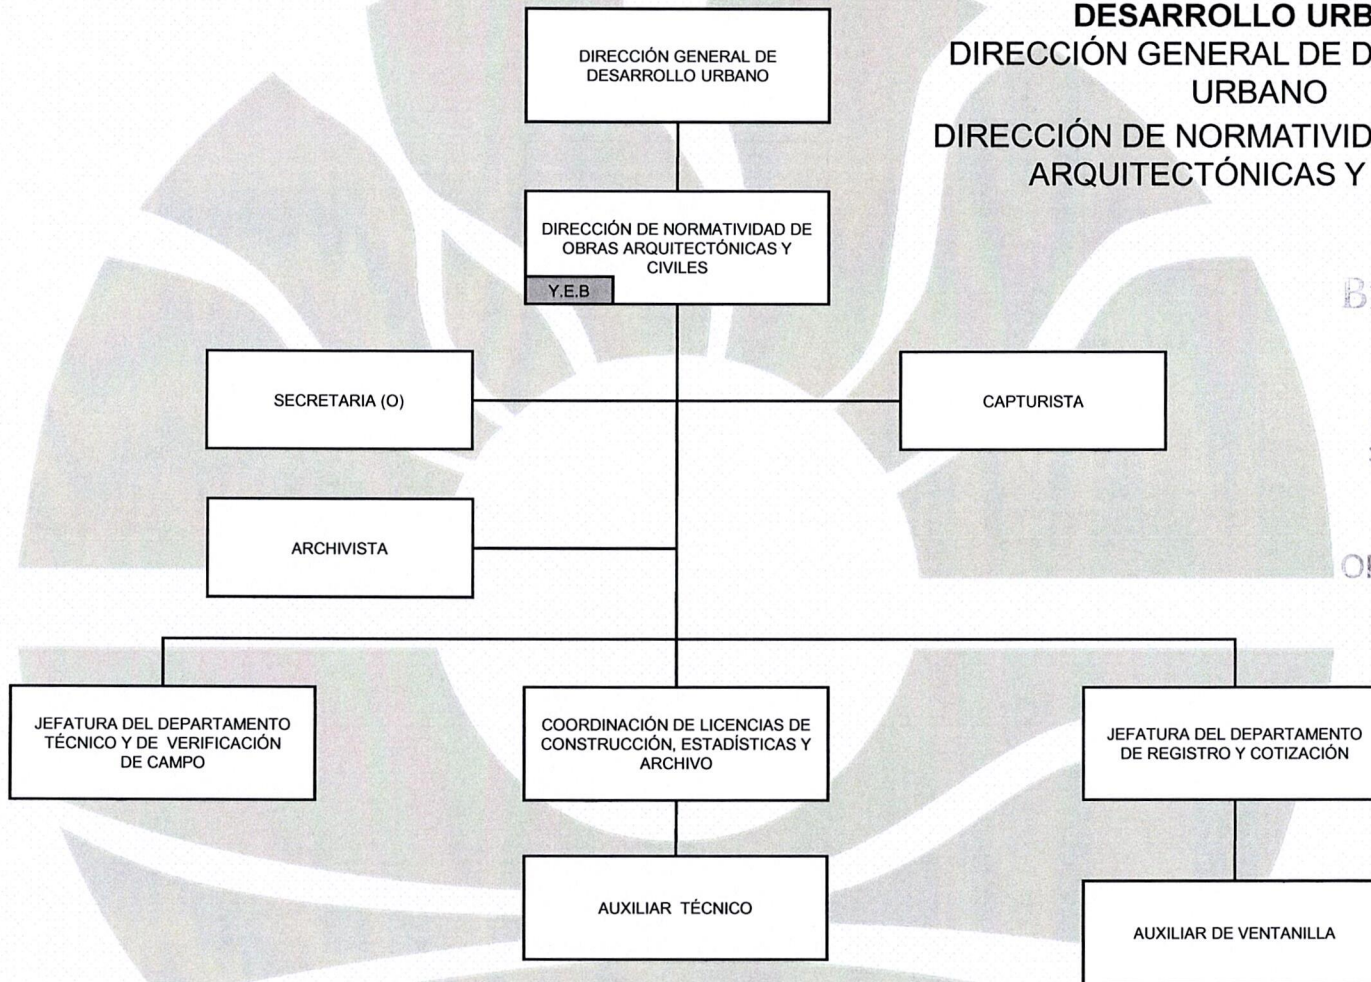 DESARROLLO URB
DIRECCIÓN GENERAL DE D
URBANO
DIRECCIÓN DE NORMATIVID
ARQUITECTÓNICAS Y
DIRECCIÓN GENERAL DE
DESARROLLO URBANO
DIRECCIÓN DE NORMATIVIDAD DE
OBRAS ARQUITECTÓNICAS Y
CIVILES
Y.E.B
SECRETARIA (O)
CAPTURISTA
ARCHIVISTA
JEFATURA DEL DEPARTAMENTO
TÉCNICO Y DE VERIFICACIÓN
DE CAMPO
COORDINACIÓN DE LICENCIAS DE
CONSTRUCCIÓN, ESTADÍSTICAS Y
ARCHIVO
JEFATURA DEL DEPARTAMENTO
DE REGISTRO Y COTIZACIÓN
AUXILIAR TÉCNICO
AUXILIAR DE VENTANILLA